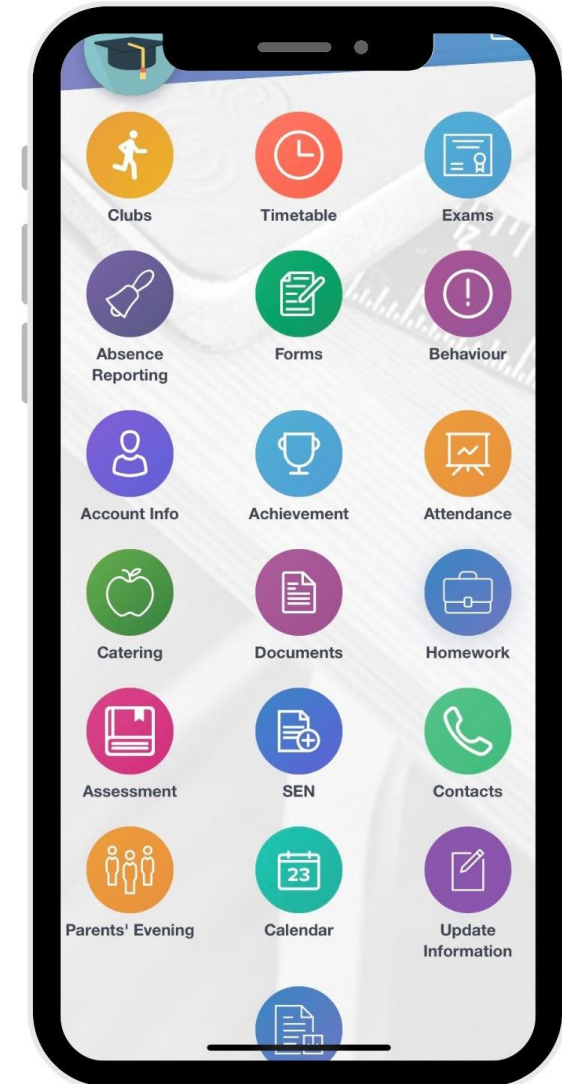 Clubs
Timetable
Exams
Absence
Reporting
Forms
Behaviour
Account Info
Achievement
Attendance
Catering
Documents
Homework
Assessment
SEN
Contacts
Parents' Evening
23
Calendar
Update
Information